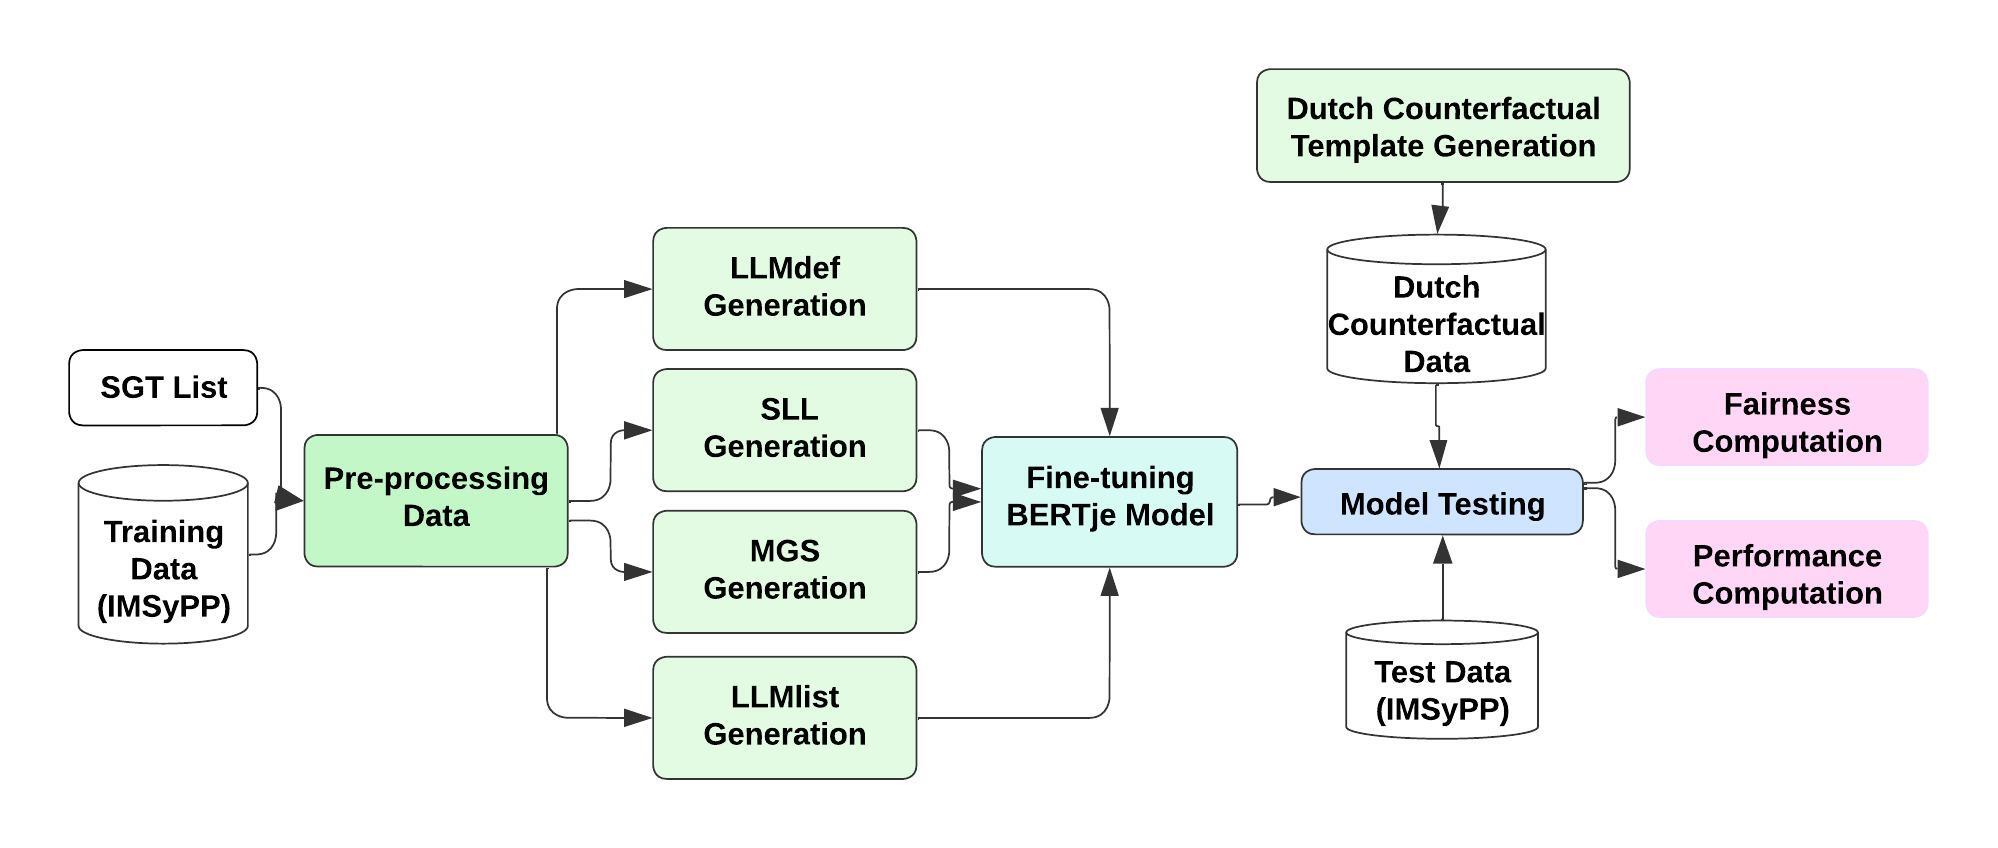 SGT List
Training
Data
(IMSyPP)
Pre-processing
Data
LLMdef
Generation
SLL
Generation
MGS
Generation
LLMlist
Generation
Fine-tuning
BERTje Model
Dutch Counterfactual
Template Generation
Dutch
Counterfactual
Data
Model Testing
Test Data
(IMSyPP)
Fairness
Computation
Performance
Computation